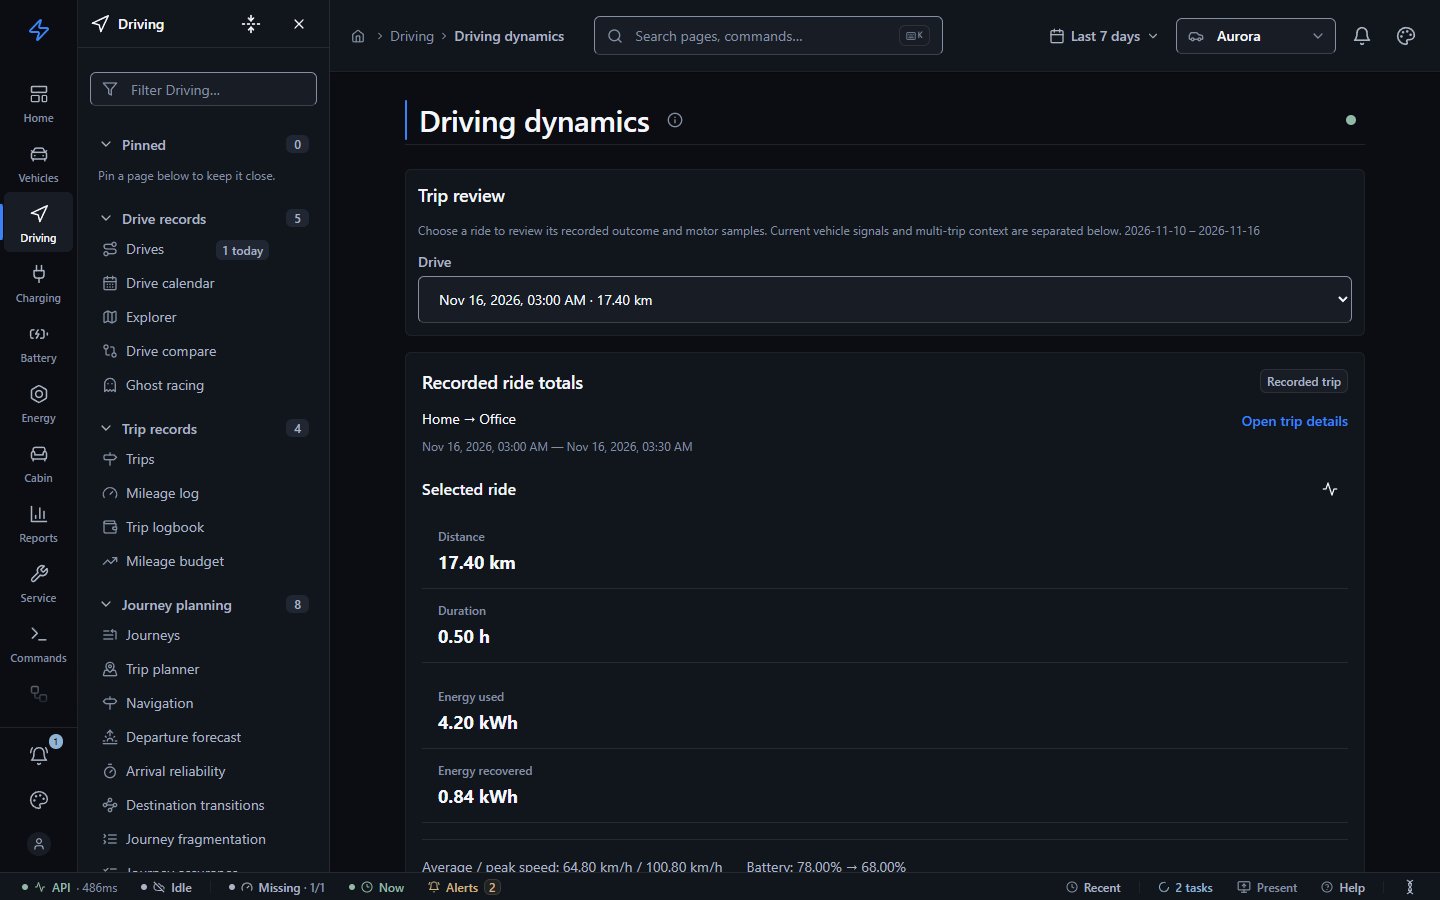 Home
Vehicles
Driving
Charging
Battery
Energy
Cabin
Reports
Service
Commands
1
Driving
Filter Driving...
Pinned 0
Pin a page below to keep it close.
Drive records 5
Drives 1 today
Drive calendar
Explorer
Drive compare
Ghost racing
Trip records 4
Trips
Mileage log
Trip logbook
Mileage budget
Journey planning 8
Journeys
Trip planner
Navigation
Departure forecast
Arrival reliability
Destination transitions
Journey fragmentation
Journey assurance
Driving Driving dynamics
Search pages, commands... K
Last 7 days
Aurora
Driving dynamics
Trip review
Choose a ride to review its recorded outcome and motor samples. Current vehicle signals and multi-trip context are separated below. 2026-11-10 – 2026-11-16
Drive
Nov 16, 2026, 03:00 AM · 17.40 km
Recorded ride totals
Recorded trip
Home → Office
Open trip details
Nov 16, 2026, 03:00 AM — Nov 16, 2026, 03:30 AM
Selected ride
Distance
17.40 km
Duration
0.50 h
Energy used
4.20 kWh
Energy recovered
0.84 kWh
Average / peak speed: 64.80 km/h / 100.80 km/h Battery: 78.00% → 68.00%
API · 486ms Idle Missing · 1/1 Now Alerts 2 Recent 2 tasks Present Help